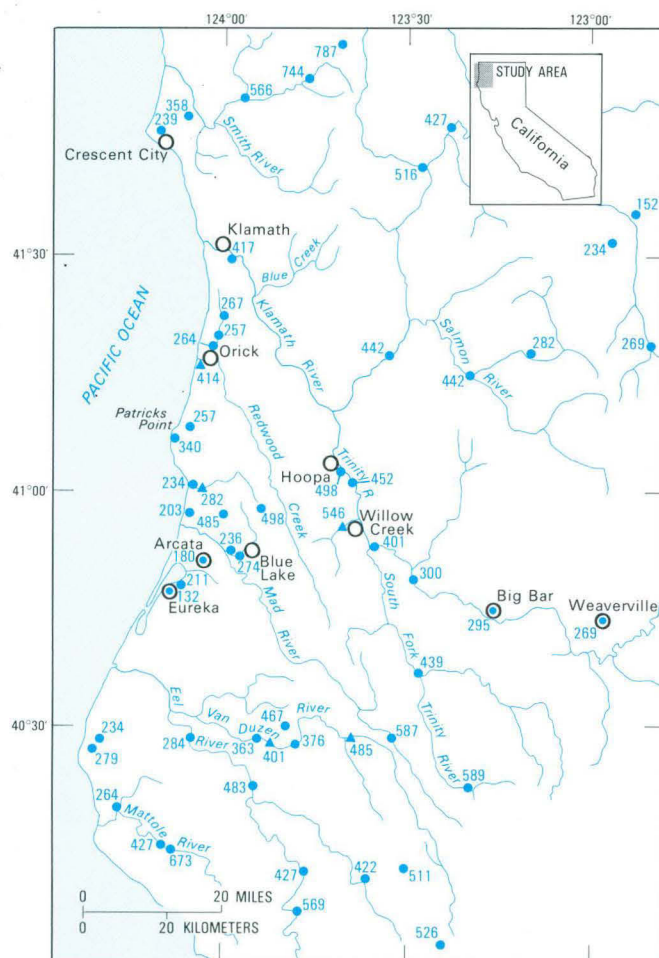 124°00'
123°30'
123°00'
787
744
566
358
239
Crescent City
Smith River
427
516
STUDY AREA
California
152
234
Klamath
417
41°30'
Blue Creek
Klamath River
267
257
264
Orick
414
PACIFIC OCEAN
442
Salmon River
282
269
442
Patricks
Point
257
340
Redwood Creek
Hoopa
498
Trinity R
452
41°00'
234
282
203
485
498
546
Willow
Creek
401
Arcata
180
236
274
Blue
Lake
300
211
132
Eureka
Mad River
South Fork Trinity River
Big Bar
295
Weaverville
269
439
Eel River
Van Duzen River
467
40°30'
234
279
284
363
401
376
485
587
589
483
264
Mattole River
427
673
427
422
511
569
526
0 20 MILES
0 20 KILOMETERS